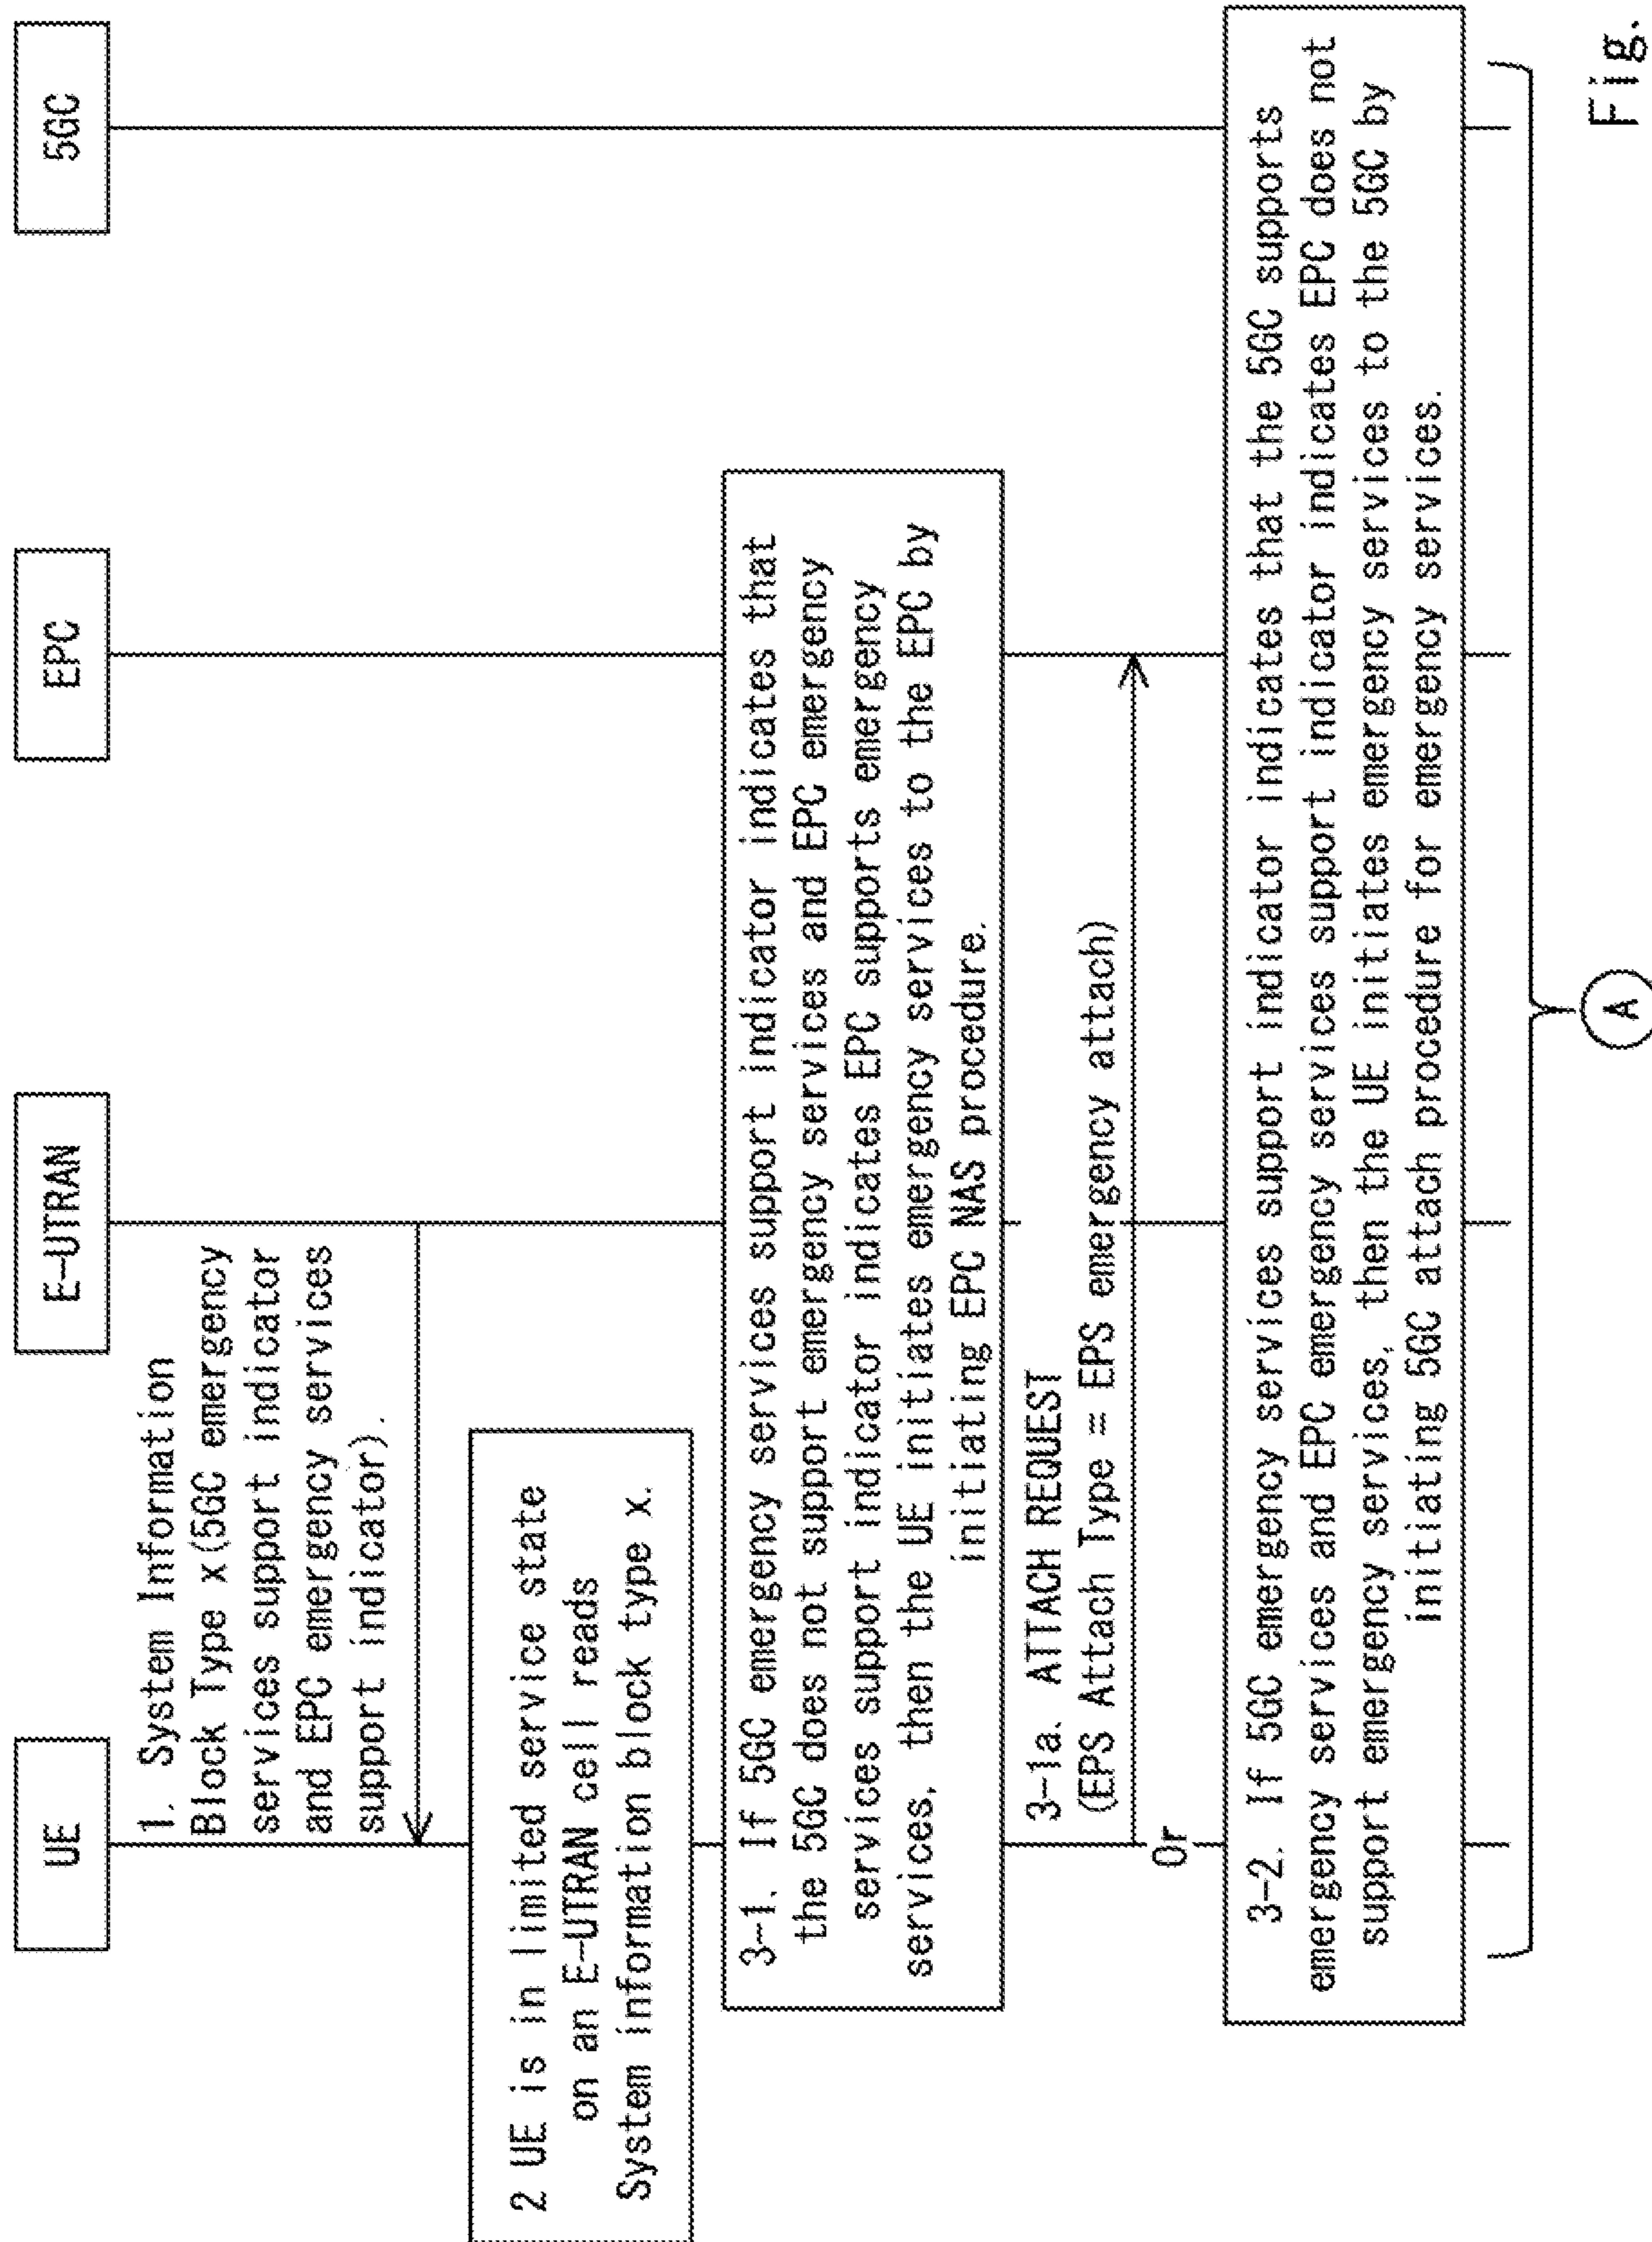 UE
E-UTRAN
EPC
5GC
1. System Information
Block Type x(5GC emergency
services support indicator
and EPC emergency services
support indicator).
2 UE is in limited service state
on an E-UTRAN cell reads
System information block type x.
3-1. If 5GC emergency services support indicator indicates that
the 5GC does not support emergency services and EPC emergency
services support indicator indicates EPC supports emergency
services, then the UE initiates emergency services to the EPC by
initiating EPC NAS procedure.
3-1a. ATTACH REQUEST
(EPS Attach Type = EPS emergency attach)
Or
3-2. If 5GC emergency services support indicator indicates that the 5GC supports
emergency services and EPC emergency services support indicator indicates EPC does not
support emergency services, then the UE initiates emergency services to the 5GC by
initiating 5GC attach procedure for emergency services.
A
Fig.